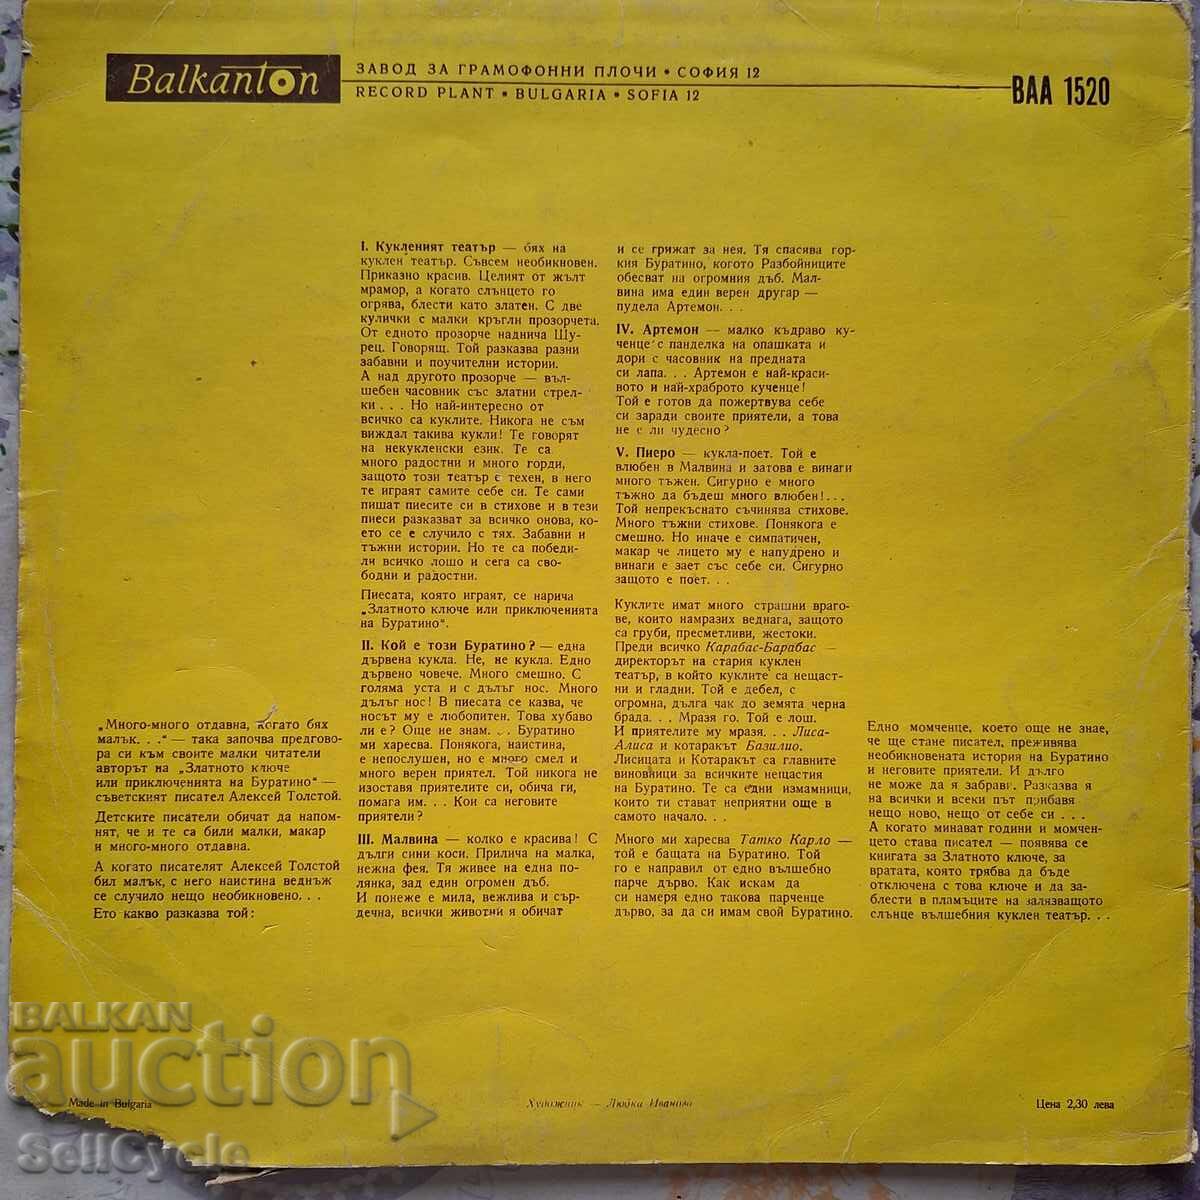 Balkanton
ЗАВОД ЗА ГРАМОФОННИ ПЛОЧИ • СОФИЯ 12
RECORD PLANT • BULGARIA • SOFIA 12
ВАА 1520
„Много-много отдавна, когато бях
малък. . .“ — така започва предгово-
ра си към своите малки читатели
авторът на „Златното ключе
или приключенията на Буратино“ —
съветският писател Алексей Толстой.
Детските писатели обичат да напом-
нят, че и те са били малки, макар
и много-много отдавна.
А когато писателят Алексей Толстой
бил малък, с него наистина веднъж
се случило нещо необикновено. . .
Ето какво разказва той:
I. Кукленият театър — бях на
куклен театър. Съвсем необикновен.
Приказно красив. Целият от жълт
мрамор, а когато слънцето го
огрява, блести като златен. С две
кулички с малки кръгли прозорчета.
От едното прозорче наднича Щу-
рец. Говорящ. Той разказва разни
забавни и поучителни истории.
А над другото прозорче — въл-
шебен часовник със златни стрел-
ки . . . Но най-интересно от
всичко са куклите. Никога не съм
виждал такива кукли! Те говорят
на некукленски език. Те са
много радостни и много горди,
защото този театър е техен, в него
те играят самите себе си. Те сами
пишат пиесите си в стихове и в тези
пиеси разказват за всичко онова, ко-
ето се е случило с тях. Забавни и
тъжни истории. Но те са победи-
ли всичко лошо и сега са сво-
бодни и радостни.
Пиесата, която играят, се нарича
„Златното ключе или приключенията
на Буратино“.
II. Кой е този Буратино? — една
дървена кукла. Не, не кукла. Едно
дървено човече. Много смешно. С
голяма уста и с дълъг нос. Много
дълъг нос! В пиесата се казва, че
носът му е любопитен. Това хубаво
ли е? Още не знам. . . Буратино
ми харесва. Понякога, наистина,
е непослушен, но е много смел и
много верен приятел. Той никога не
изоставя приятелите си, обича ги,
помага им. . . Кои са неговите
приятели?
III. Малвина — колко е красива! С
дълги сини коси. Прилича на малка,
нежна фея. Тя живее на една по-
лянка, зад един огромен дъб.
И понеже е мила, вежлива и сър-
дечна, всички животни я обичат
и се грижат за нея. Тя спасява гор-
кия Буратино, когото Разбойниците
обесват на огромния дъб. Мал-
вина има един верен другар —
пудела Артемон. . .
IV. Артемон — малко къдраво ку-
ченце с панделка на опашката и
дори с часовник на предната
си лапа. . . Артемон е най-краси-
вото и най-храброто кученце!
Той е готов да пожертвува себе
си заради своите приятели, а това
не е ли чудесно?
V. Пиеро — кукла-поет. Той е
влюбен в Малвина и затова е винаги
много тъжен. Сигурно е много
тъжно да бъдеш много влюбен!. . .
Той непрекъснато съчинява стихове.
Много тъжни стихове. Понякога е
смешно. Но иначе е симпатичен,
макар че лицето му е напудрено и
винаги е зает със себе си. Сигурно
защото е поет. . .
Куклите имат много страшни враго-
ве, които намразих веднага, защото
са груби, пресметливи, жестоки.
Преди всичко Карабас-Барабас —
директорът на стария куклен
театър, в който куклите са нещаст-
ни и гладни. Той е дебел, с
огромна, дълга чак до земята черна
брада. . . Мразя го. Той е лош.
И приятелите му мразя. . . Лиса-
Алиса и котаракът Базилио.
Лисицата и Котаракът са главните
виновници за всичките нещастия
на Буратино. Те са едни измамници,
които ти стават неприятни още в
самото начало. . .
Много ми харесва Татко Карло —
той е бащата на Буратино. Той
го е направил от едно вълшебно
парче дърво. Как искам да
си намеря едно такова парченце
дърво, за да си имам свой Буратино.
Едно момченце, което още не знае,
че ще стане писател, преживява
необикновената история на Буратино
и неговите приятели. И дълго
не може да я забрави. Разказва я
на всички и всеки път прибавя
нещо ново, нещо от себе си . . .
А когато минават години и момчен-
цето става писател — появява се
книгата за Златното ключе, за
вратата, която трябва да бъде
отключена с това ключе и да за-
блести в пламъците на залязващото
слънце вълшебния куклен театър. . .
Made in Bulgaria
Художник — Любка Иванова
Цена 2,30 лева
BALKAN
auction
SellCycle